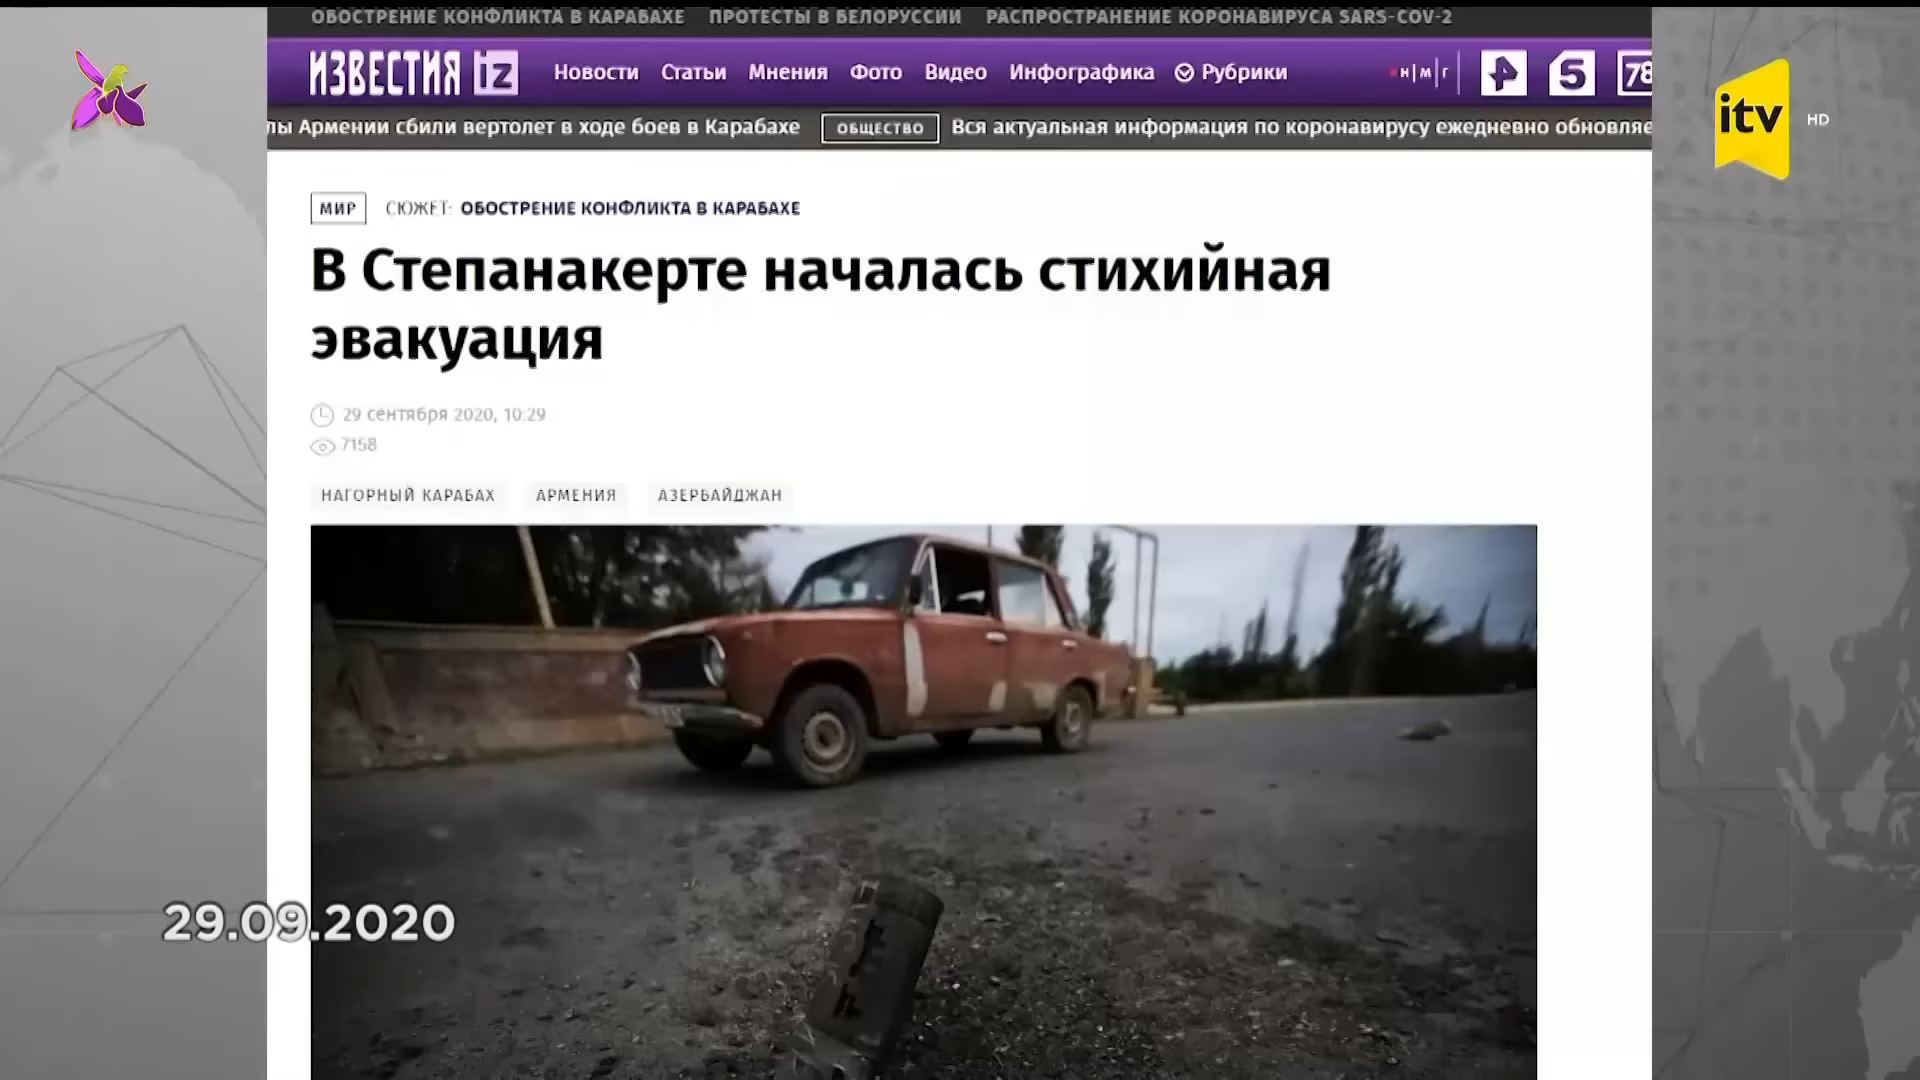 ОБОСТРЕНИЕ КОНФЛИКТА В КАРАБАХЕ ПРОТЕСТЫ В БЕЛОРУССИИ РАСПРОСТРАНЕНИЕ КОРОНАВИРУСА SARS-COV-2
ИЗВЕСТИЯ iz Новости Статьи Мнения Фото Видео Инфографика Рубрики н|м|г 5 78
itv HD
лы Армении сбили вертолет в ходе боев в Карабахе ОБЩЕСТВО Вся актуальная информация по коронавирусу ежедневно обновляе
МИР СЮЖЕТ: ОБОСТРЕНИЕ КОНФЛИКТА В КАРАБАХЕ
В Степанакерте началась стихийная
эвакуация
29 сентября 2020, 10:29
7158
НАГОРНЫЙ КАРАБАХ АРМЕНИЯ АЗЕРБАЙДЖАН
29.09.2020